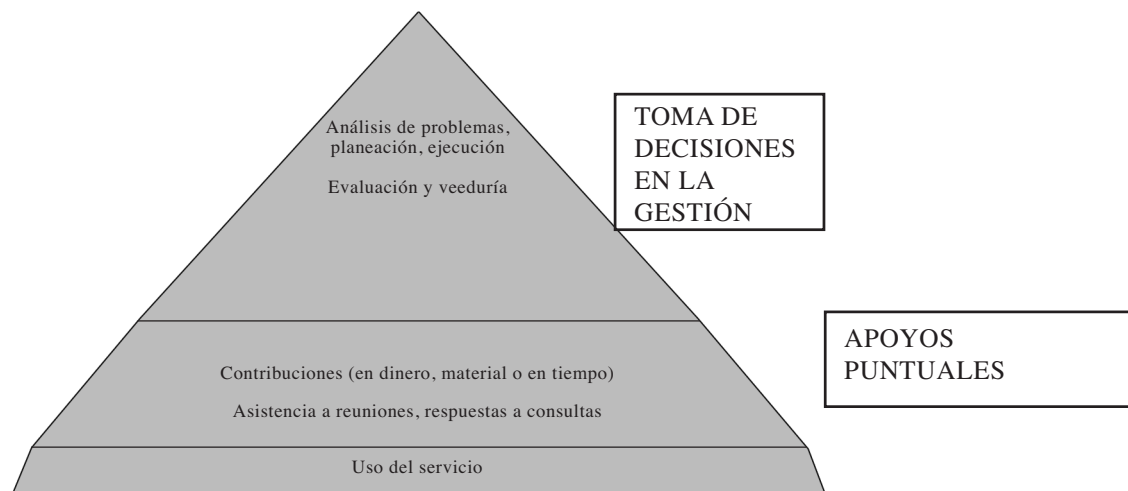 Análisis de problemas,
planeación, ejecución
Evaluación y veeduría
TOMA DE
DECISIONES
EN LA
GESTIÓN
Contribuciones (en dinero, material o en tiempo)
Asistencia a reuniones, respuestas a consultas
APOYOS
PUNTUALES
Uso del servicio